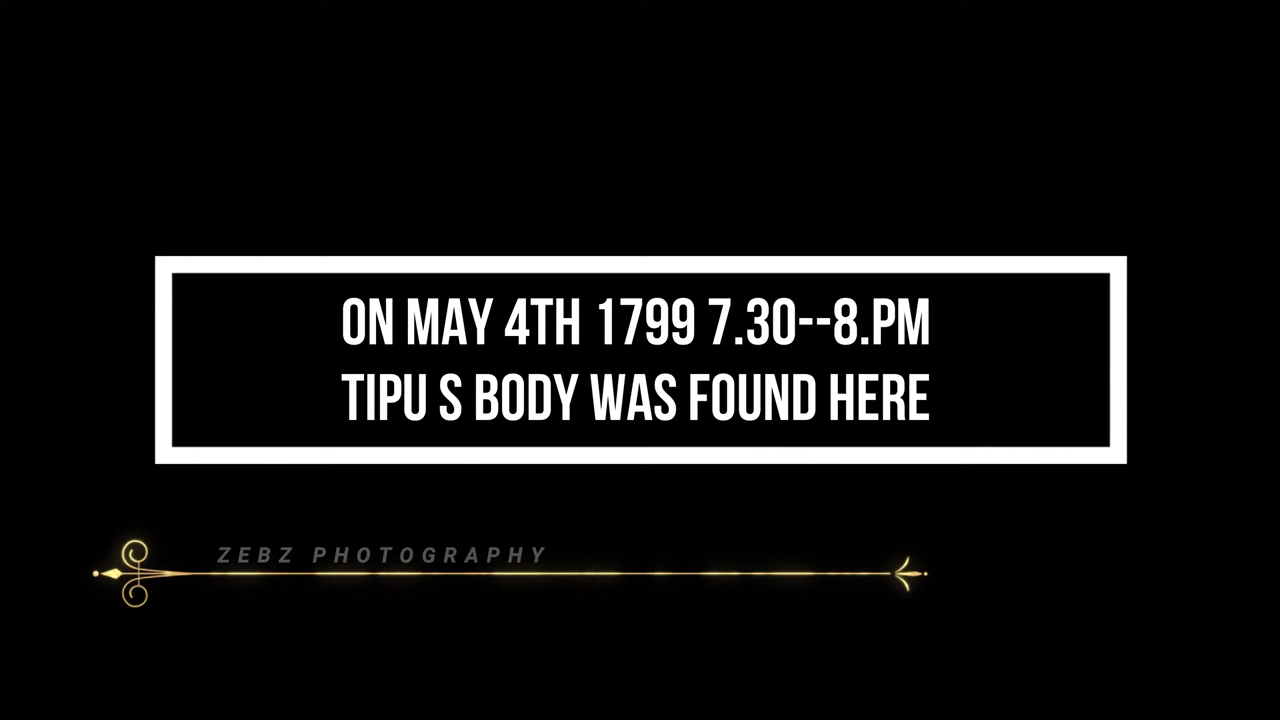 ON MAY 4TH 1799 7.30--8.PM
TIPU S BODY WAS FOUND HERE
ZEBZ PHOTOGRAPHY